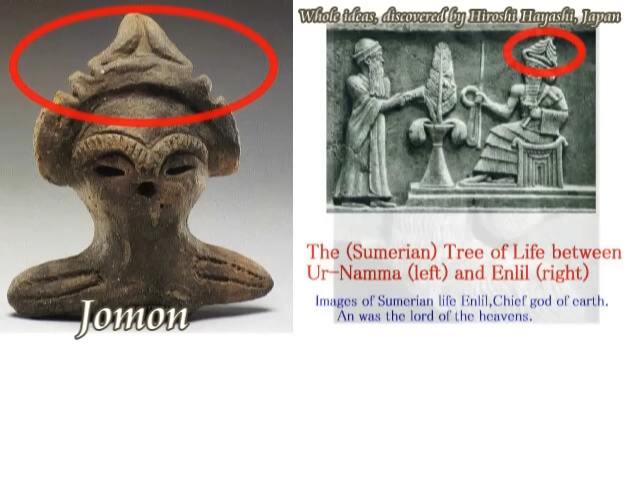 Whole ideas, discovered by Hiroshi Hayashi, Japan
Jomon
The (Sumerian) Tree of Life between
Ur-Namma (left) and Enlil (right)
Images of Sumerian life Enlil,Chief god of earth.
An was the lord of the heavens.